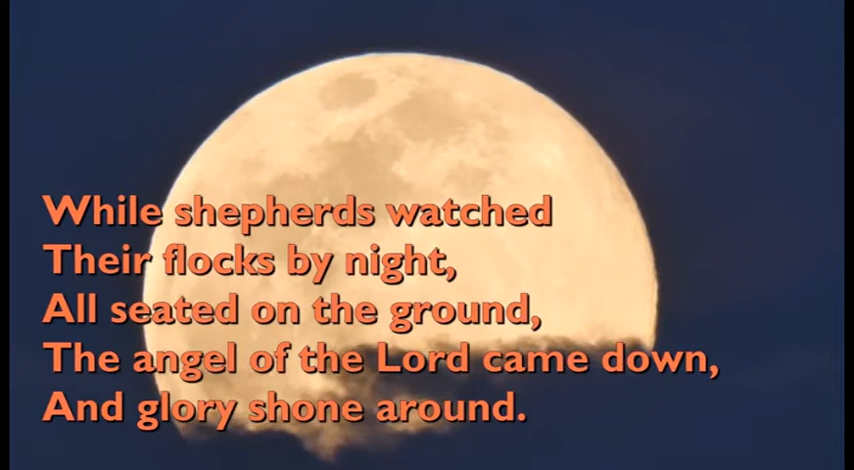 While shepherds watched
Their flocks by night,
All seated on the ground,
The angel of the Lord came down,
And glory shone around.